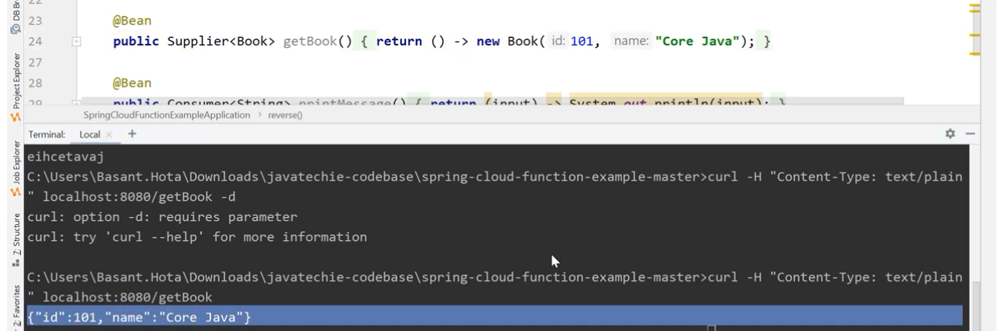 22
DB Bro
23 @Bean
24 public Supplier<Book> getBook() { return () -> new Book( id: 101, name: "Core Java"); }
27
28 @Bean
29 public Consumer<String> printMessage() { return (input) -> System.out.println(input); }
Project Explorer
Job Explorer
Z: Structure
2: Favorites
SpringCloudFunctionExampleApplication › reverse()
Terminal: Local × +
eihcetavaj
C:\Users\Basant.Hota\Downloads\javatechie-codebase\spring-cloud-function-example-master>curl -H "Content-Type: text/plain
" localhost:8080/getBook -d
curl: option -d: requires parameter
curl: try 'curl --help' for more information
C:\Users\Basant.Hota\Downloads\javatechie-codebase\spring-cloud-function-example-master>curl -H "Content-Type: text/plain
" localhost:8080/getBook
{"id":101,"name":"Core Java"}